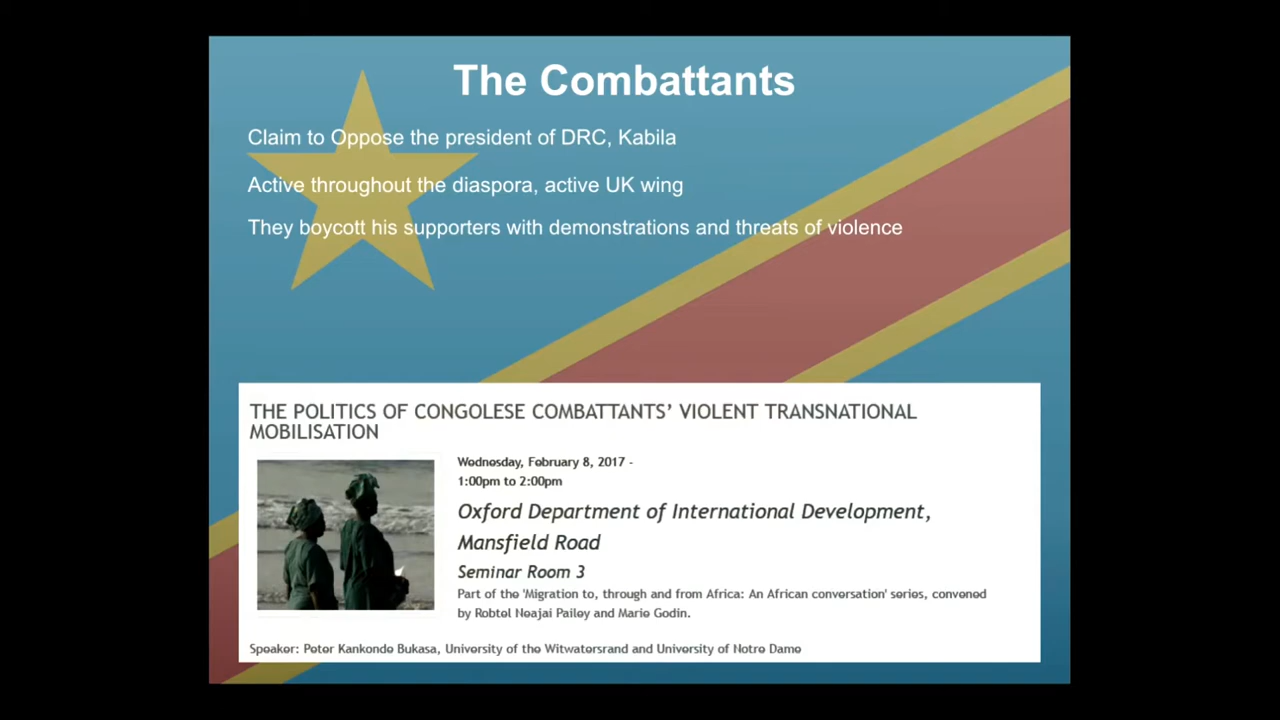 The Combattants
Claim to Oppose the president of DRC, Kabila
Active throughout the diaspora, active UK wing
They boycott his supporters with demonstrations and threats of violence
THE POLITICS OF CONGOLESE COMBATTANTS' VIOLENT TRANSNATIONAL
MOBILISATION
Wednesday, February 8, 2017 -
1:00pm to 2:00pm
Oxford Department of International Development,
Mansfield Road
Seminar Room 3
Part of the 'Migration to, through and from Africa: An African conversation' series, convened
by Robtel Neajai Pailey and Marie Godin.
Speaker: Peter Kankonde Bukasa, University of the Witwatersrand and University of Notre Dame